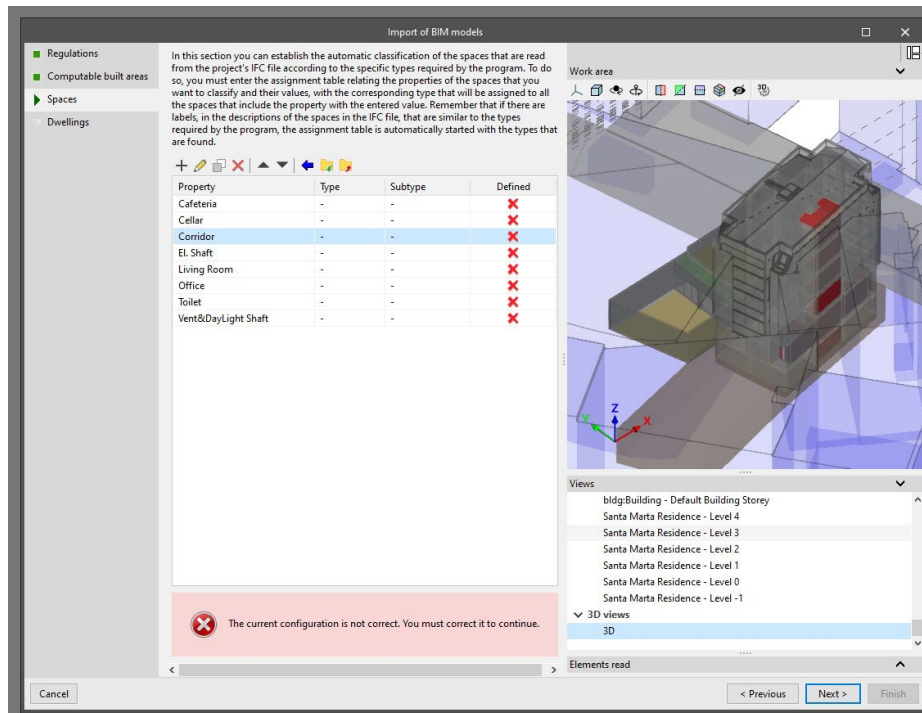 Import of BIM models
Regulations
Computable built areas
Spaces
Dwellings
In this section you can establish the automatic classification of the spaces that are read
from the project's IFC file according to the specific types required by the program. To do
so, you must enter the assignment table relating the properties of the spaces that you
want to classify and their values, with the corresponding type that will be assigned to all
the spaces that include the property with the entered value. Remember that if there are
labels, in the descriptions of the spaces in the IFC file, that are similar to the types
required by the program, the assignment table is automatically started with the types that
are found.
Property Type Subtype Defined
Cafeteria - -
Cellar - -
Corridor - -
El. Shaft - -
Living Room - -
Office - -
Toilet - -
Vent&DayLight Shaft - -
The current configuration is not correct. You must correct it to continue.
Work area
3D
Z
Y
X
Views
bldg:Building - Default Building Storey
Santa Marta Residence - Level 4
Santa Marta Residence - Level 3
Santa Marta Residence - Level 2
Santa Marta Residence - Level 1
Santa Marta Residence - Level 0
Santa Marta Residence - Level -1
3D views
3D
Elements read
Cancel
< Previous
Next >
Finish